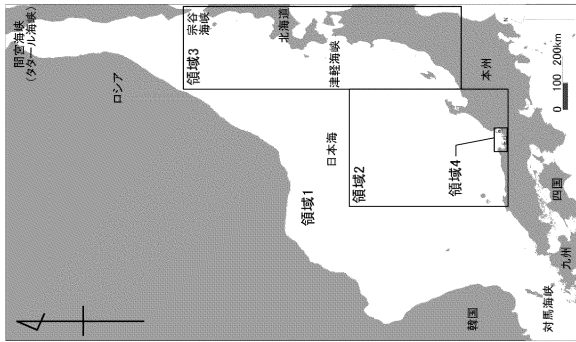 間宮海峡
(タタール海峡)
ロシア
宗谷
海峡
北海道
領域3
津軽海峡
日本海
領域1
領域2
領域4
本州
0 100 200km
四国
九州
対馬海峡
韓国
N